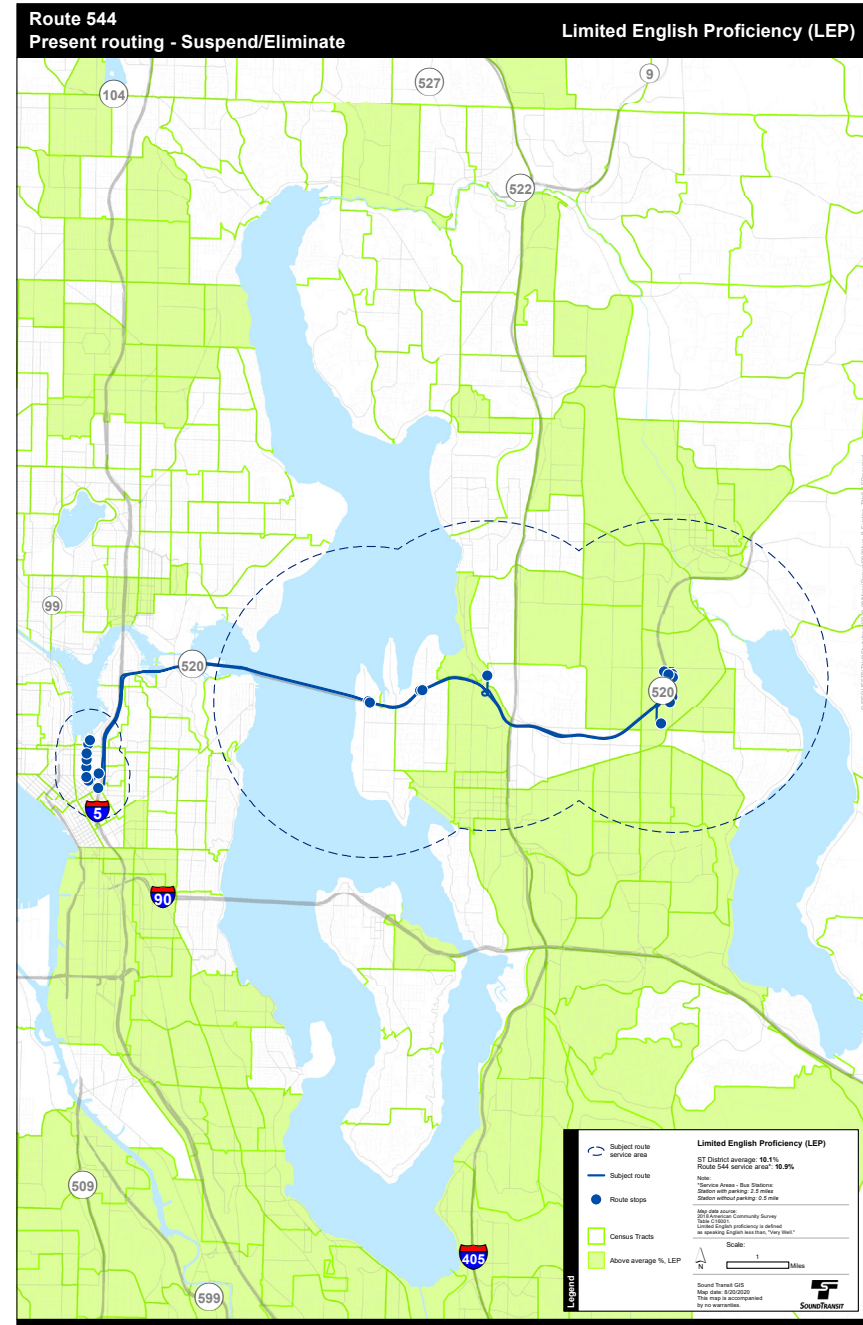 Route 544
Present routing - Suspend/Eliminate
Limited English Proficiency (LEP)
104
527
9
522
99
520
520
5
90
509
599
405
Legend
Subject route
service area
Subject route
Route stops
Census Tracts
Above average %, LEP
Limited English Proficiency (LEP)
ST District average: 10.1%
Route 544 service area*: 10.9%
Note:
*Service Areas - Bus Stations:
Station with parking: 2.5 miles
Station without parking: 0.5 mile
Map data source:
2018 American Community Survey
Table C16001.
Limited English proficiency is defined
as speaking English less than, "Very Well."
Scale:
N
1
Miles
Sound Transit GIS
Map date: 8/20/2020
This map is accompanied
by no warranties.
SOUNDTRANSIT